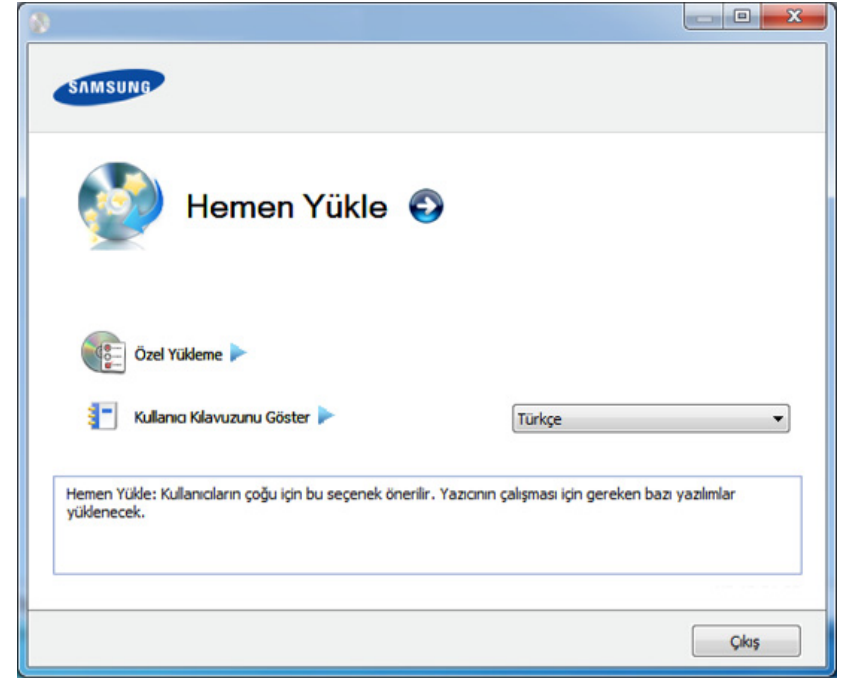 SAMSUNG
Hemen Yükle
Özel Yükleme
Kullanıcı Kılavuzunu Göster
Türkçe
Hemen Yükle: Kullanıcıların çoğu için bu seçenek önerilir. Yazıcının çalışması için gereken bazı yazılımlar
yüklenecek.
Çıkış